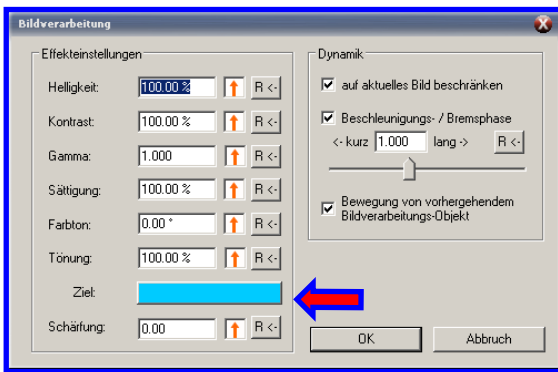 Bildverarbeitung
Effekteinstellungen
Helligkeit: 100.00 % R <-
Kontrast: 100.00 % R <-
Gamma: 1.000 R <-
Sättigung: 100.00 % R <-
Farbton: 0.00 ° R <-
Tönung: 100.00 % R <-
Ziel:
Schärfung: 0.00 R <-
Dynamik
auf aktuelles Bild beschränken
Beschleunigungs- / Bremsphase
<- kurz 1.000 lang -> R <-
Bewegung von vorhergehendem
Bildverarbeitungs-Objekt
OK Abbruch